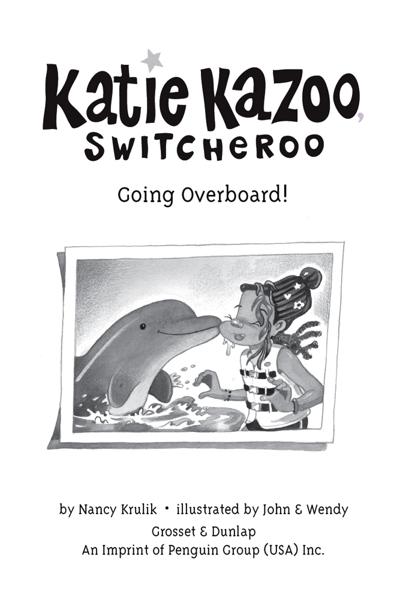 Katie Kazoo,
SWITCHEROO
Going Overboard!
by Nancy Krulik • illustrated by John & Wendy
Grosset & Dunlap
An Imprint of Penguin Group (USA) Inc.